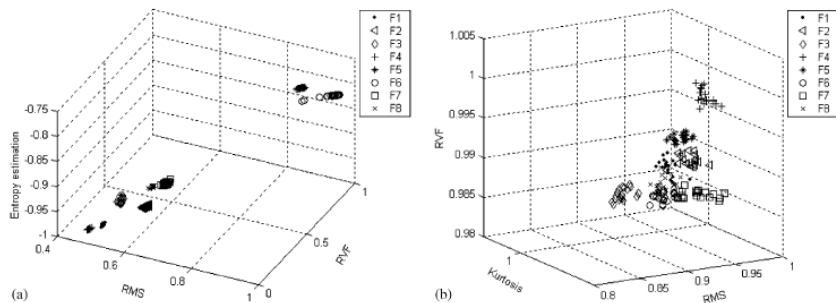 F1
F2
F3
F4
F5
F6
F7
F8
-0.75
-0.8
-0.85
-0.9
-0.95
-1
Entropy estimation
0.4
0.6
0.8
1
RMS
0
0.5
1
RVF
(a)
F1
F2
F3
F4
F5
F6
F7
F8
1.005
1
0.995
0.99
0.985
0.98
RVF
1
0.8
Kurtosis
0.85
0.9
0.95
1
RMS
(b)